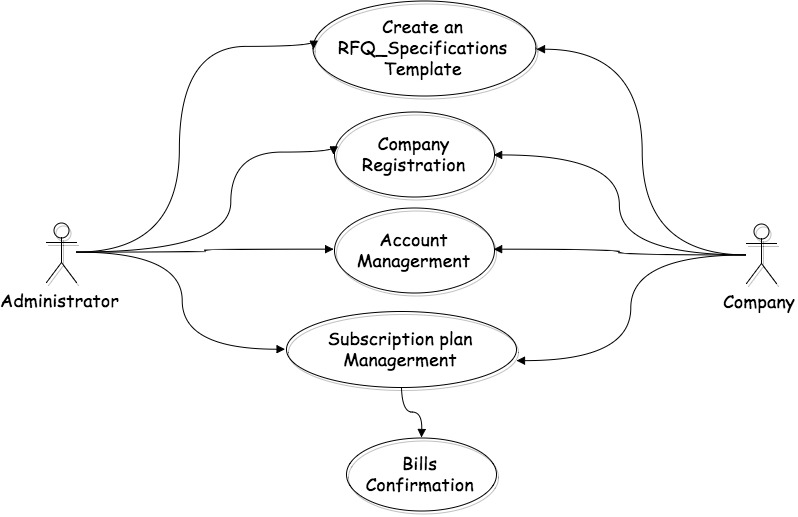 Create an
RFQ_Specifications
Template
Company
Registration
Account
Managerment
Administrator
Company
Subscription plan
Managerment
Bills
Confirmation